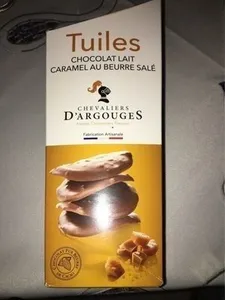 Tuiles
CHOCOLAT LAIT
CARAMEL AU BEURRE SALÉ
CHEVALIERS
D'ARGOUGES
Fabrication Artisanale